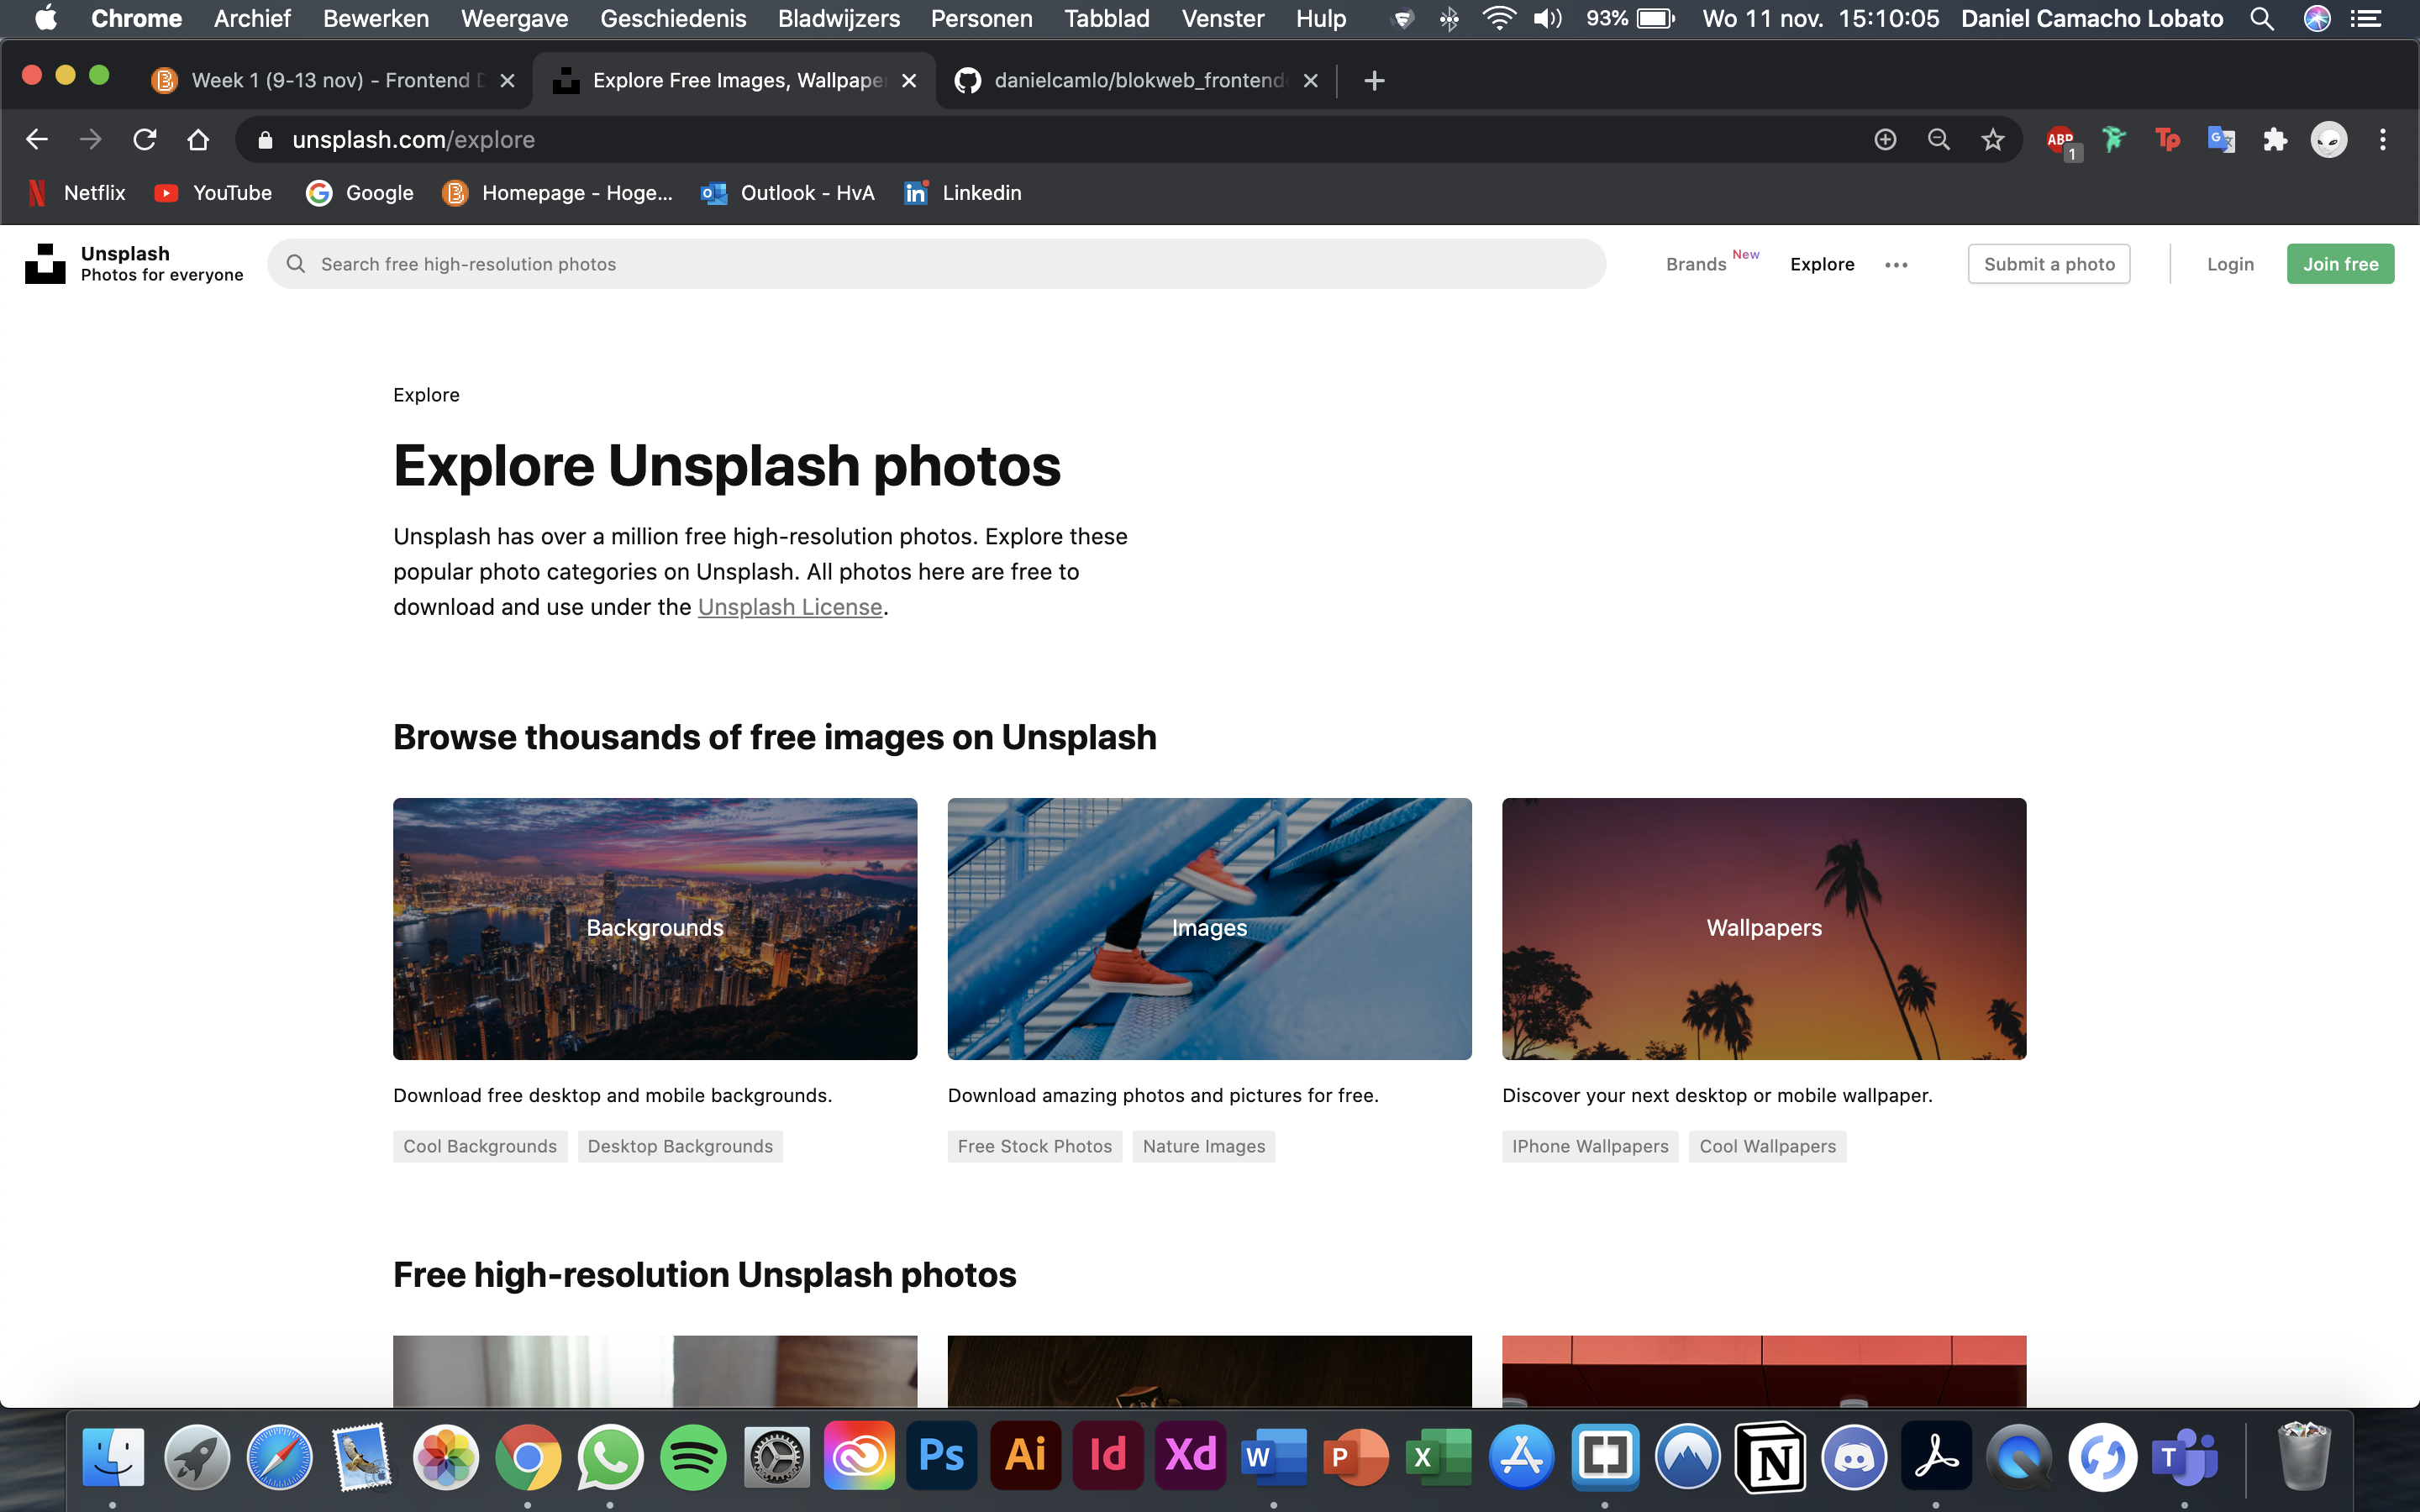 Chrome Archief Bewerken Weergave Geschiedenis Bladwijzers Personen Tabblad Venster Hulp 93% Wo 11 nov. 15:10:05 Daniel Camacho Lobato
Week 1 (9-13 nov) - Frontend Explore Free Images, Wallpaper danielcamlo/blokweb_frontend
unsplash.com/explore
ABP 1 Tp G
Netflix YouTube Google Homepage - Hoge... Outlook - HvA Linkedin
Unsplash
Photos for everyone
Search free high-resolution photos
Brands New Explore Submit a photo Login Join free
Explore
Explore Unsplash photos
Unsplash has over a million free high-resolution photos. Explore these
popular photo categories on Unsplash. All photos here are free to
download and use under the Unsplash License.
Browse thousands of free images on Unsplash
Backgrounds Images Wallpapers
Download free desktop and mobile backgrounds. Download amazing photos and pictures for free. Discover your next desktop or mobile wallpaper.
Cool Backgrounds Desktop Backgrounds Free Stock Photos Nature Images IPhone Wallpapers Cool Wallpapers
Free high-resolution Unsplash photos
Ps Ai Id Xd W P X N T